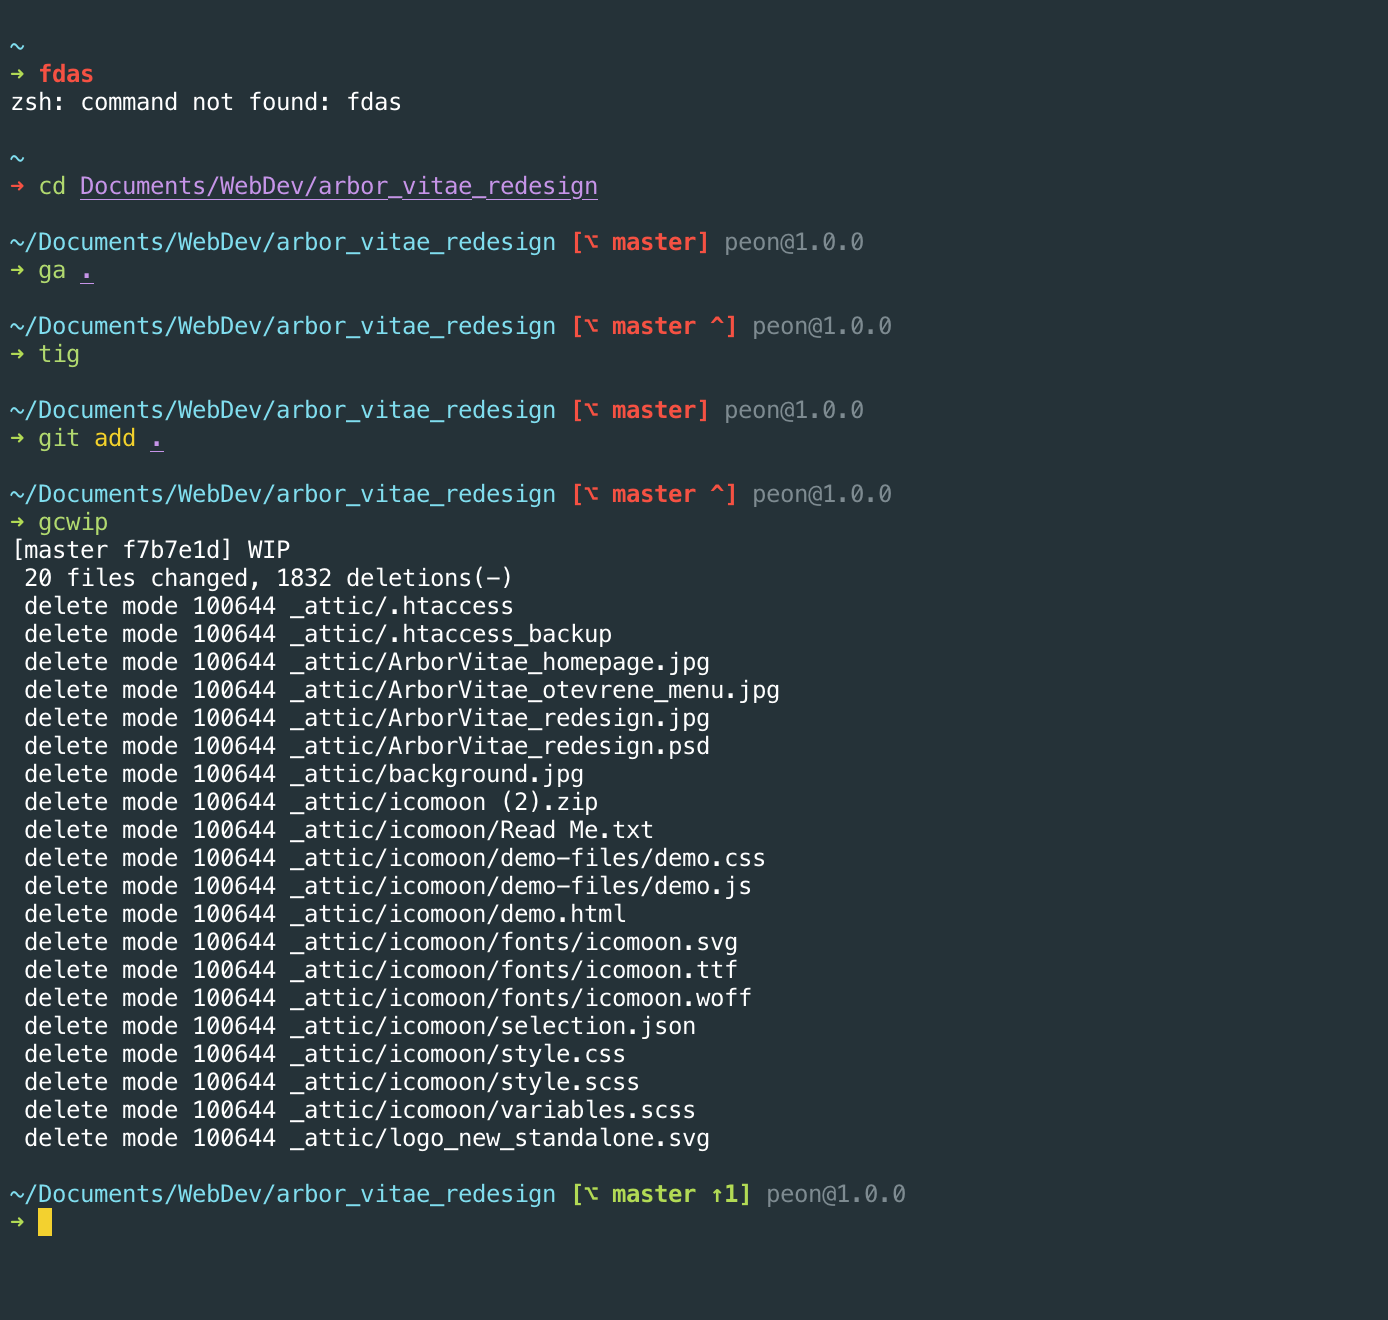 ~
→ fdas
zsh: command not found: fdas
~
→ cd Documents/WebDev/arbor_vitae_redesign
~/Documents/WebDev/arbor_vitae_redesign [⌥ master] peon@1.0.0
→ ga .
~/Documents/WebDev/arbor_vitae_redesign [⌥ master ^] peon@1.0.0
→ tig
~/Documents/WebDev/arbor_vitae_redesign [⌥ master] peon@1.0.0
→ git add .
~/Documents/WebDev/arbor_vitae_redesign [⌥ master ^] peon@1.0.0
→ gcwip
[master f7b7e1d] WIP
 20 files changed, 1832 deletions(-)
 delete mode 100644 _attic/.htaccess
 delete mode 100644 _attic/.htaccess_backup
 delete mode 100644 _attic/ArborVitae_homepage.jpg
 delete mode 100644 _attic/ArborVitae_otevrene_menu.jpg
 delete mode 100644 _attic/ArborVitae_redesign.jpg
 delete mode 100644 _attic/ArborVitae_redesign.psd
 delete mode 100644 _attic/background.jpg
 delete mode 100644 _attic/icomoon (2).zip
 delete mode 100644 _attic/icomoon/Read Me.txt
 delete mode 100644 _attic/icomoon/demo-files/demo.css
 delete mode 100644 _attic/icomoon/demo-files/demo.js
 delete mode 100644 _attic/icomoon/demo.html
 delete mode 100644 _attic/icomoon/fonts/icomoon.svg
 delete mode 100644 _attic/icomoon/fonts/icomoon.ttf
 delete mode 100644 _attic/icomoon/fonts/icomoon.woff
 delete mode 100644 _attic/icomoon/selection.json
 delete mode 100644 _attic/icomoon/style.css
 delete mode 100644 _attic/icomoon/style.scss
 delete mode 100644 _attic/icomoon/variables.scss
 delete mode 100644 _attic/logo_new_standalone.svg
~/Documents/WebDev/arbor_vitae_redesign [⌥ master ↑1] peon@1.0.0
→